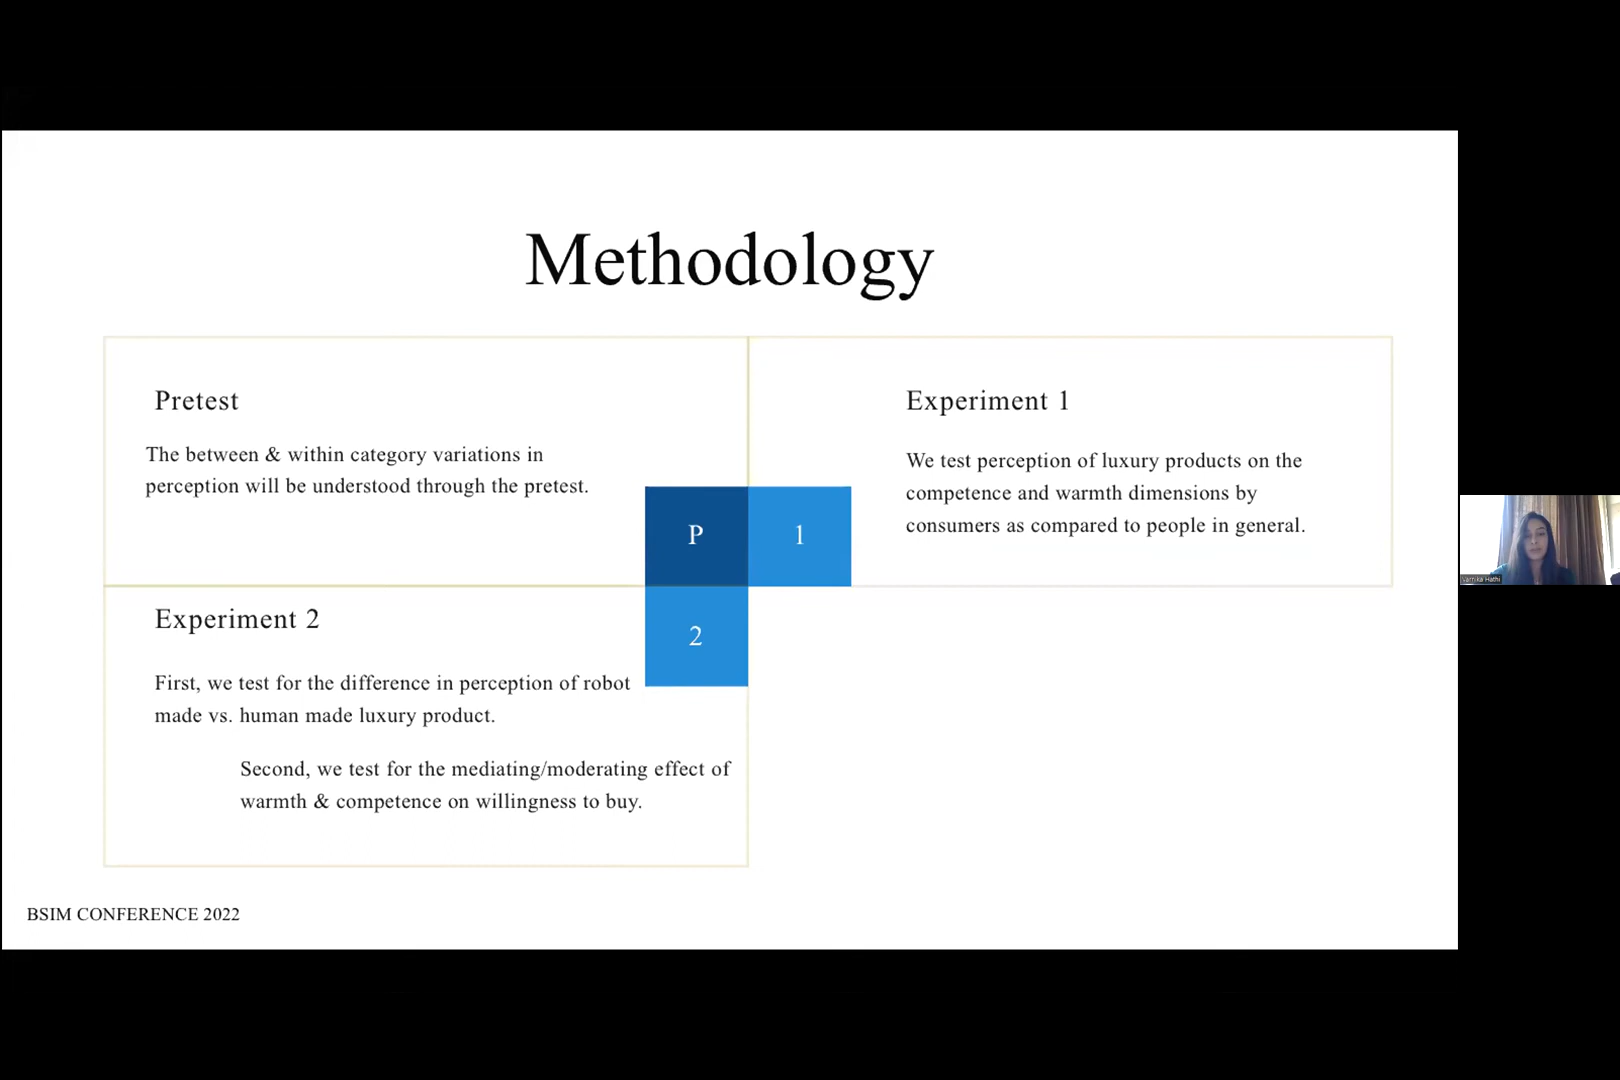 Methodology
Pretest
The between & within category variations in
perception will be understood through the pretest.
P
1
Experiment 1
We test perception of luxury products on the
competence and warmth dimensions by
consumers as compared to people in general.
Experiment 2
2
First, we test for the difference in perception of robot
made vs. human made luxury product.
Second, we test for the mediating/moderating effect of
warmth & competence on willingness to buy.
BSIM CONFERENCE 2022
Varnika Hathi